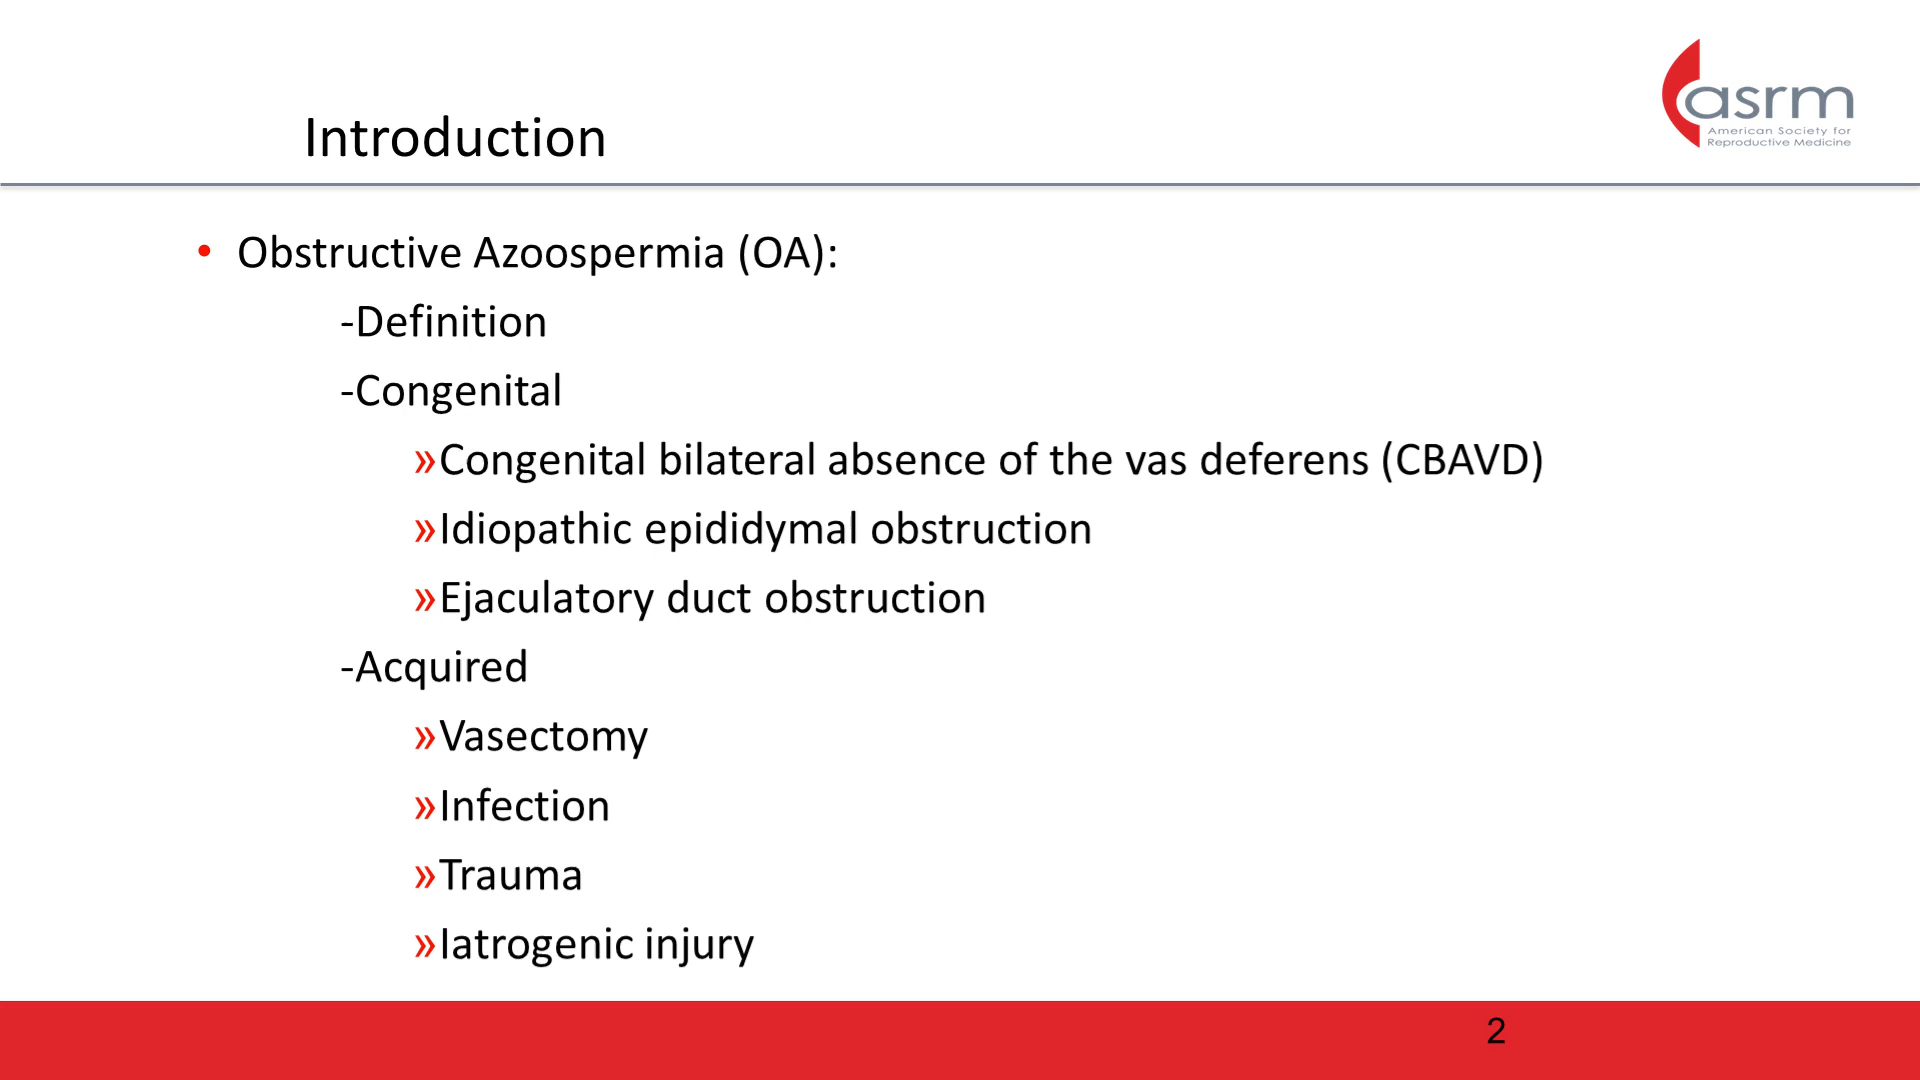 asrm
American Society for
Reproductive Medicine
Introduction
• Obstructive Azoospermia (OA):
-Definition
-Congenital
»Congenital bilateral absence of the vas deferens (CBAVD)
»Idiopathic epididymal obstruction
»Ejaculatory duct obstruction
-Acquired
»Vasectomy
»Infection
»Trauma
»Iatrogenic injury
2